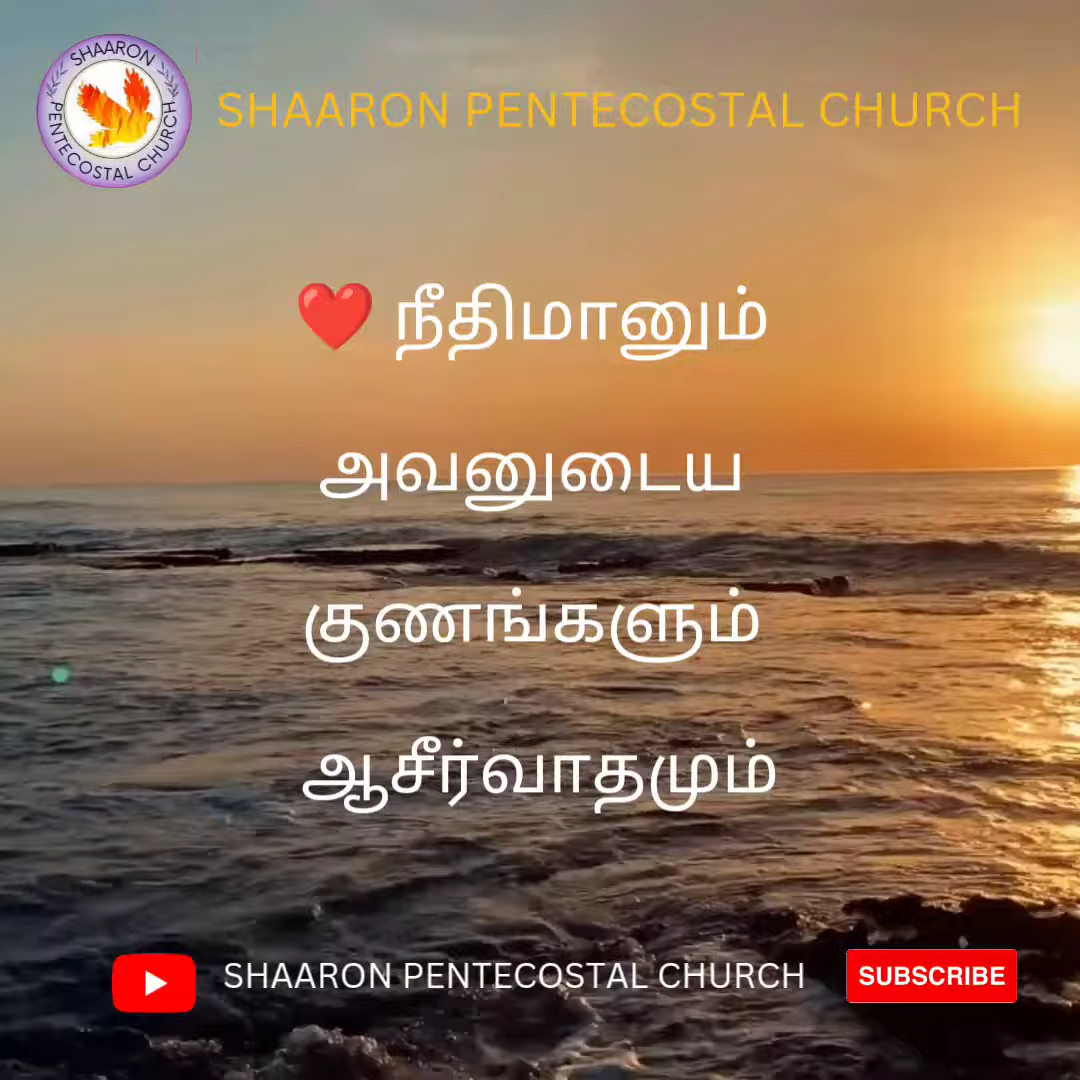 SHAARON
PENTECOSTAL CHURCH
SHAARON PENTECOSTAL CHURCH
❤️ நீதிமானும்
அவனுடைய
குணங்களும்
ஆசீர்வாதமும்
SHAARON PENTECOSTAL CHURCH
SUBSCRIBE